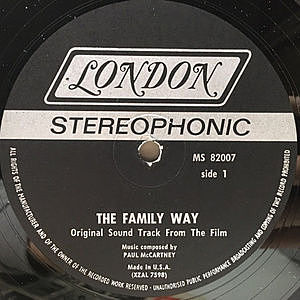 LONDON
STEREOPHONIC
MS 82007
side 1
THE FAMILY WAY
Original Sound Track From The Film
Music composed by
PAUL McCARTNEY
Made in U.S.A.
(XZAL 7598)
ALL RIGHTS OF THE MANUFACTURER AND OF THE OWNER OF THE RECORDED WORK RESERVED - UNAUTHORISED PUBLIC PERFORMANCE BROADCASTING AND COPYING OF THIS RECORD PROHIBITED